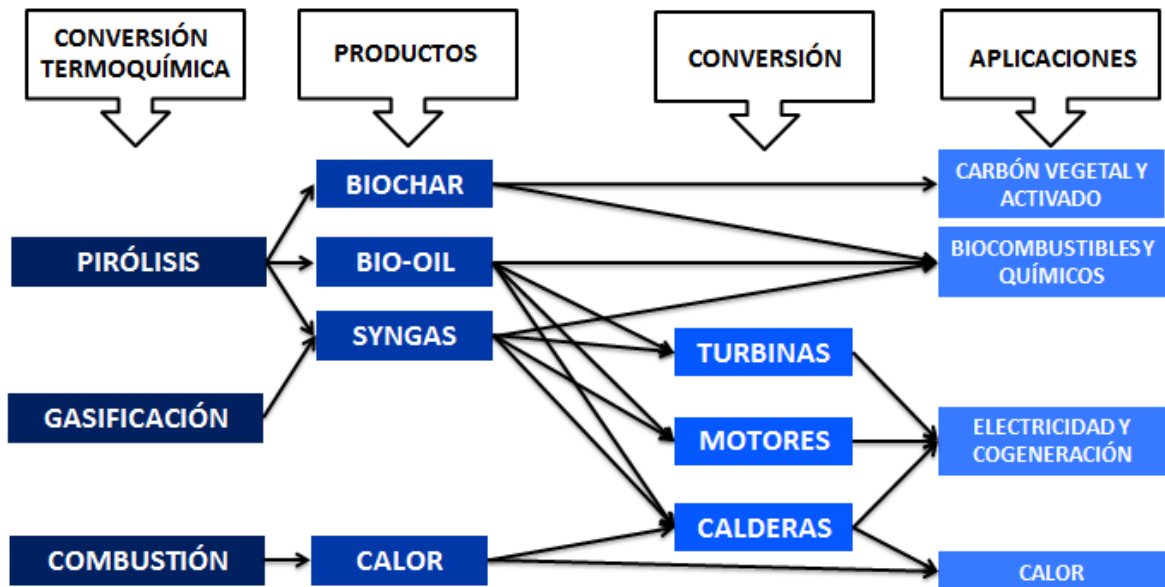 CONVERSIÓN
TERMOQUÍMICA
PRODUCTOS
CONVERSIÓN
APLICACIONES
BIOCHAR
CARBÓN VEGETAL Y
ACTIVADO
PIRÓLISIS
BIO-OIL
BIOCOMBUSTIBLES Y
QUÍMICOS
SYNGAS
TURBINAS
GASIFICACIÓN
MOTORES
ELECTRICIDAD Y
COGENERACIÓN
CALDERAS
COMBUSTIÓN
CALOR
CALOR